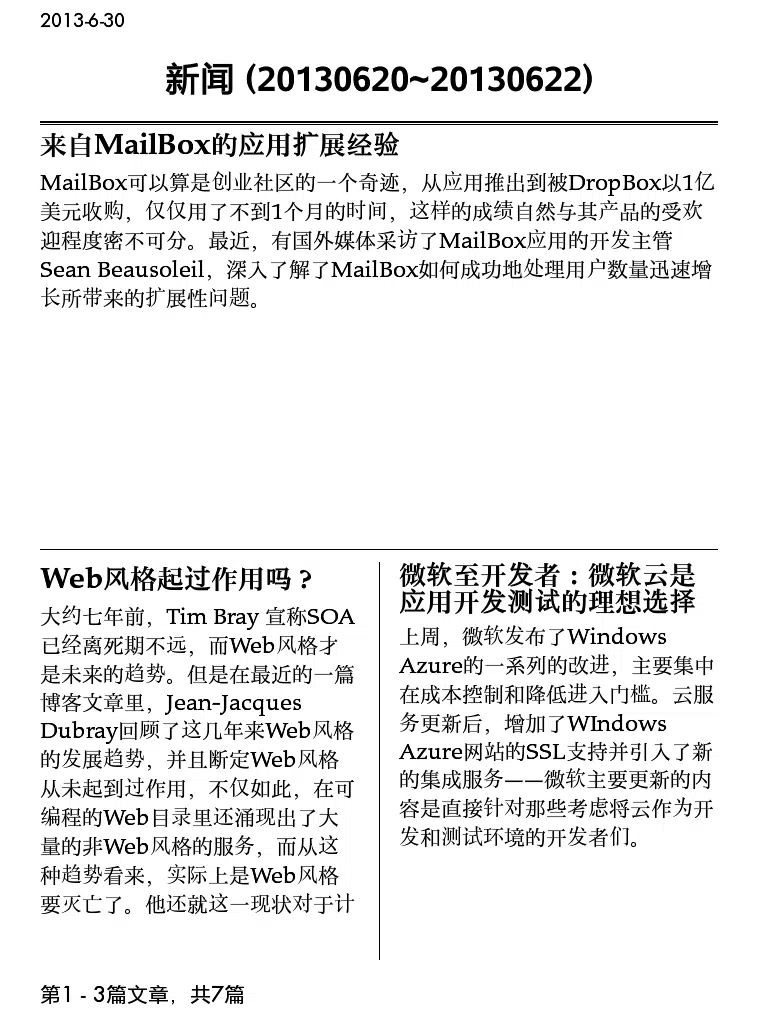 2013-6-30
新闻 (20130620~20130622)
来自MailBox的应用扩展经验
MailBox可以算是创业社区的一个奇迹，从应用推出到被DropBox以1亿
美元收购，仅仅用了不到1个月的时间，这样的成绩自然与其产品的受欢
迎程度密不可分。最近，有国外媒体采访了MailBox应用的开发主管
Sean Beausoleil，深入了解了MailBox如何成功地处理用户数量迅速增
长所带来的扩展性问题。
Web风格起过作用吗？
大约七年前，Tim Bray 宣称SOA
已经离死期不远，而Web风格才
是未来的趋势。但是在最近的一篇
博客文章里，Jean-Jacques
Dubray回顾了这几年来Web风格
的发展趋势，并且断定Web风格
从未起到过作用，不仅如此，在可
编程的Web目录里还涌现出了大
量的非Web风格的服务，而从这
种趋势看来，实际上是Web风格
要灭亡了。他还就这一现状对于计
微软至开发者：微软云是
应用开发测试的理想选择
上周，微软发布了Windows
Azure的一系列的改进，主要集中
在成本控制和降低进入门槛。云服
务更新后，增加了WIndows
Azure网站的SSL支持并引入了新
的集成服务——微软主要更新的内
容是直接针对那些考虑将云作为开
发和测试环境的开发者们。
第1 - 3篇文章，共7篇